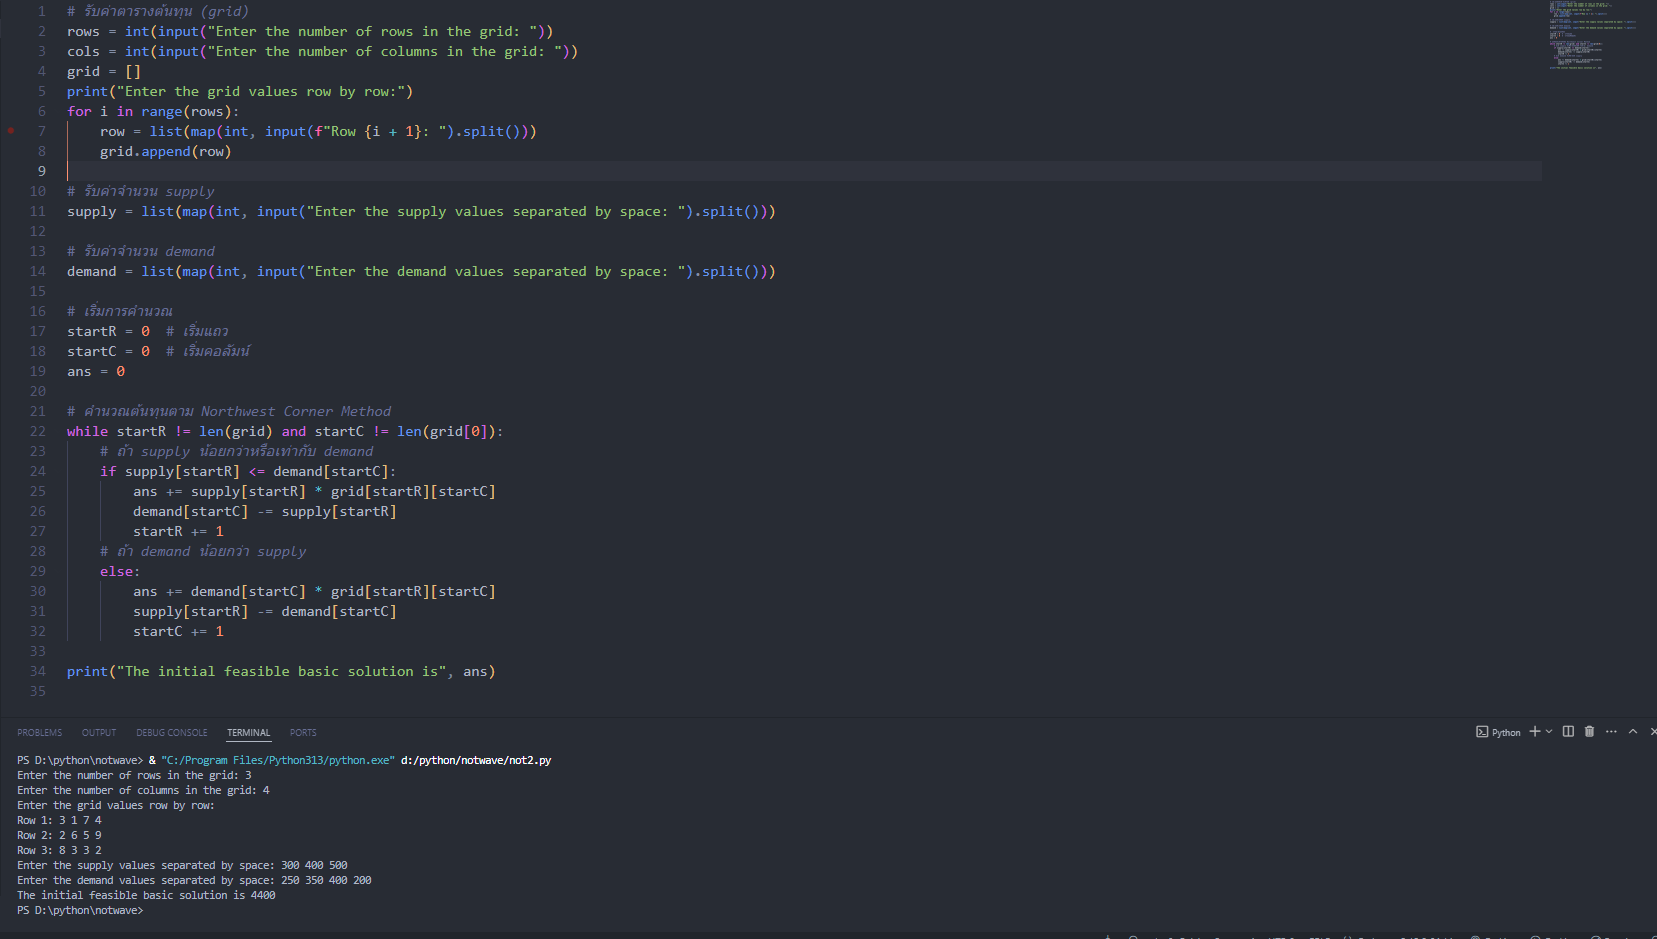 1 # รับค่าตารางต้นทุน (grid)
2 rows = int(input("Enter the number of rows in the grid: "))
3 cols = int(input("Enter the number of columns in the grid: "))
4 grid = []
5 print("Enter the grid values row by row:")
6 for i in range(rows):
7 row = list(map(int, input(f"Row {i + 1}: ").split()))
8 grid.append(row)
9
10 # รับค่าจำนวน supply
11 supply = list(map(int, input("Enter the supply values separated by space: ").split()))
12
13 # รับค่าจำนวน demand
14 demand = list(map(int, input("Enter the demand values separated by space: ").split()))
15
16 # เริ่มการคำนวณ
17 startR = 0 # เริ่มแถว
18 startC = 0 # เริ่มคอลัมน์
19 ans = 0
20
21 # คำนวณต้นทุนตาม Northwest Corner Method
22 while startR != len(grid) and startC != len(grid[0]):
23 # ถ้า supply น้อยกว่าหรือเท่ากับ demand
24 if supply[startR] <= demand[startC]:
25 ans += supply[startR] * grid[startR][startC]
26 demand[startC] -= supply[startR]
27 startR += 1
28 # ถ้า demand น้อยกว่า supply
29 else:
30 ans += demand[startC] * grid[startR][startC]
31 supply[startR] -= demand[startC]
32 startC += 1
33
34 print("The initial feasible basic solution is", ans)
35
PROBLEMS OUTPUT DEBUG CONSOLE TERMINAL PORTS Python
PS D:\python\notwave> & "C:/Program Files/Python313/python.exe" d:/python/notwave/not2.py
Enter the number of rows in the grid: 3
Enter the number of columns in the grid: 4
Enter the grid values row by row:
Row 1: 3 1 7 4
Row 2: 2 6 5 9
Row 3: 8 3 3 2
Enter the supply values separated by space: 300 400 500
Enter the demand values separated by space: 250 350 400 200
The initial feasible basic solution is 4400
PS D:\python\notwave>